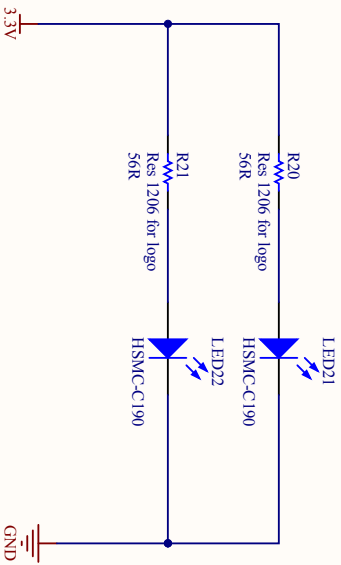 3.3V
R20
Res 1206 for logo
56R
LED21
HSMC-C190
R21
Res 1206 for logo
56R
LED22
HSMC-C190
GND